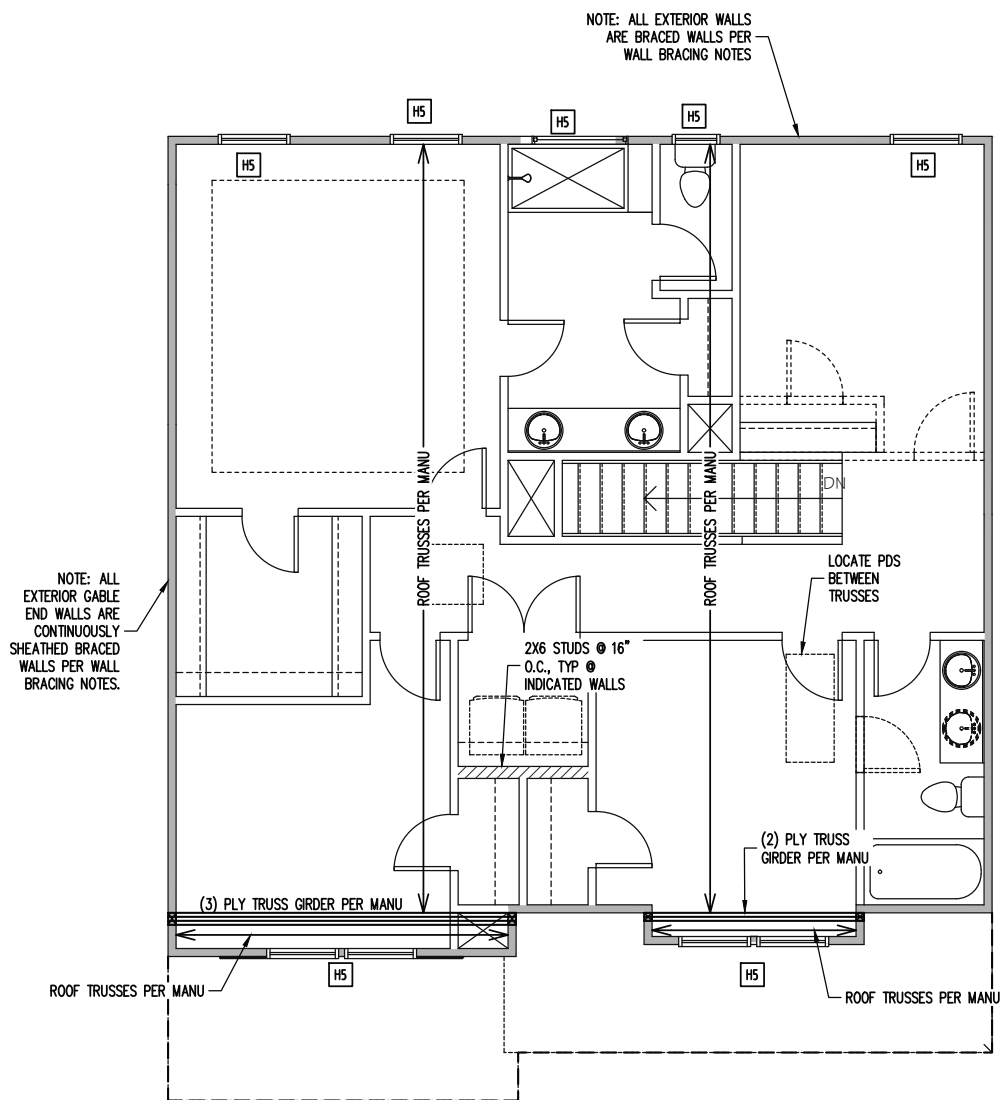 NOTE: ALL EXTERIOR WALLS
ARE BRACED WALLS PER
WALL BRACING NOTES
H5
H5
H5
H5
H5
ROOF TRUSSES PER MANU
ROOF TRUSSES PER MANU
DN
LOCATE PDS
BETWEEN
TRUSSES
NOTE: ALL
EXTERIOR GABLE
END WALLS ARE
CONTINUOUSLY
SHEATHED BRACED
WALLS PER WALL
BRACING NOTES.
2X6 STUDS @ 16"
O.C., TYP @
INDICATED WALLS
(2) PLY TRUSS
GIRDER PER MANU
(3) PLY TRUSS GIRDER PER MANU
H5
H5
ROOF TRUSSES PER MANU
ROOF TRUSSES PER MANU